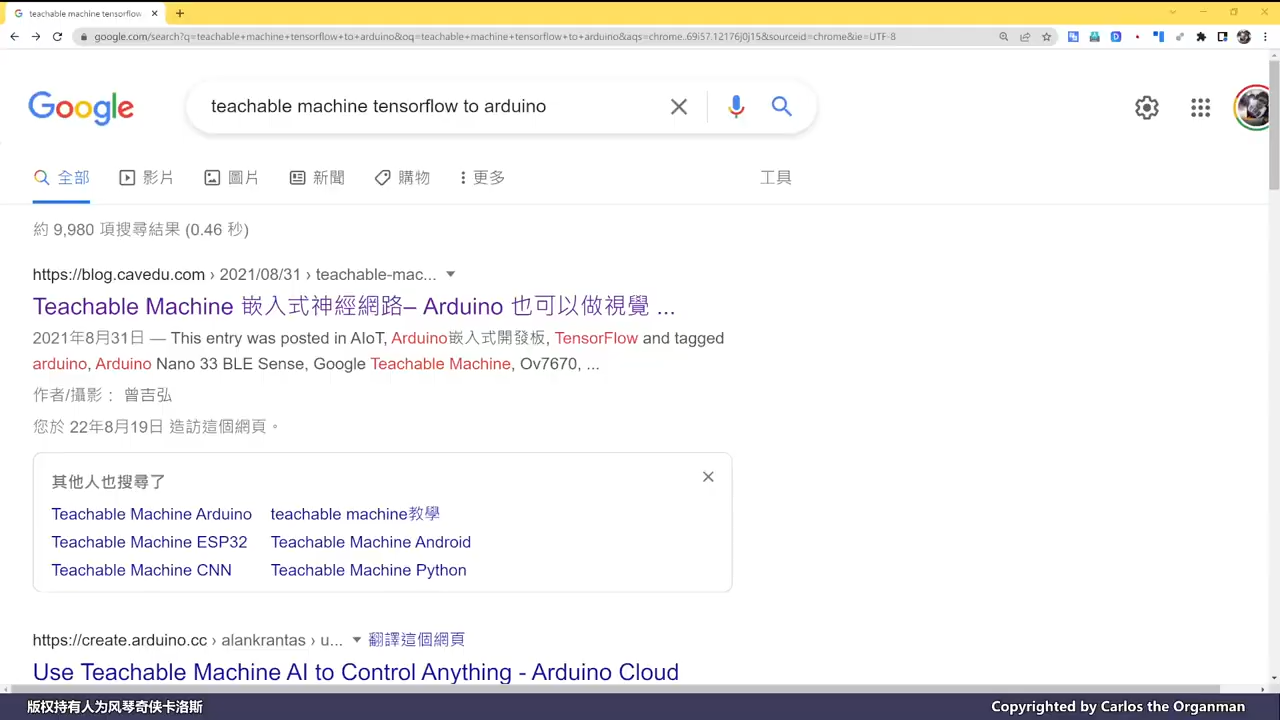 teachable machine tensorflow
google.com/search?q=teachable+machine+tensorflow+to+arduino&oq=teachable+machine+tensorflow+to+arduino&aqs=chrome..69i57.12176j0j15&sourceid=chrome&ie=UTF-8
Google
teachable machine tensorflow to arduino
全部 影片 圖片 新聞 購物 更多 工具
約 9,980 項搜尋結果 (0.46 秒)
https://blog.cavedu.com › 2021/08/31 › teachable-mac...
Teachable Machine 嵌入式神經網路– Arduino 也可以做視覺 ...
2021年8月31日 — This entry was posted in AIoT, Arduino嵌入式開發板, TensorFlow and tagged
arduino, Arduino Nano 33 BLE Sense, Google Teachable Machine, Ov7670, ...
作者/攝影： 曾吉弘
您於 22年8月19日 造訪這個網頁。
其他人也搜尋了
Teachable Machine Arduino teachable machine教學
Teachable Machine ESP32 Teachable Machine Android
Teachable Machine CNN Teachable Machine Python
https://create.arduino.cc › alankrantas › u... 翻譯這個網頁
Use Teachable Machine AI to Control Anything - Arduino Cloud
版权持有人为风琴奇侠卡洛斯 Copyrighted by Carlos the Organman